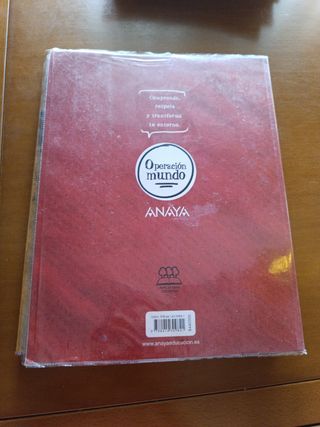 Comprende,
respeta
y transforma
tu entorno.
Operación
mundo
ANAYA
www.anayaeducacion.es